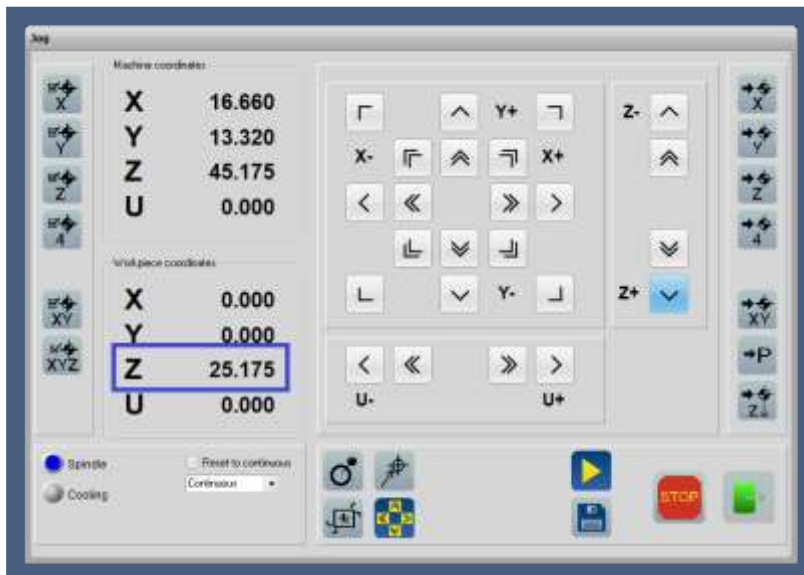 Jog
Machine coordinates
X 16.660
Y 13.320
Z 45.175
U 0.000
Workpiece coordinates
X 0.000
Y 0.000
Z 25.175
U 0.000
X
Y
Z
4
XY
XYZ
Y+
X-
X+
Y-
U-
U+
Z-
Z+
X
Y
Z
4
XY
P
Z
Spindle
Cooling
Reset to continuous
Continuous
STOP